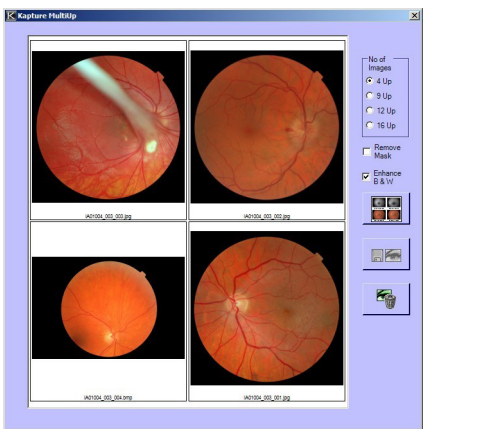 Kapture MultiUp
No of
Images
4 Up
9 Up
12 Up
16 Up
Remove
Mask
Enhance
B & W
IA01004_003_003.jpg
IA01004_003_002.jpg
IA01004_003_004.bmp
IA01004_003_001.jpg